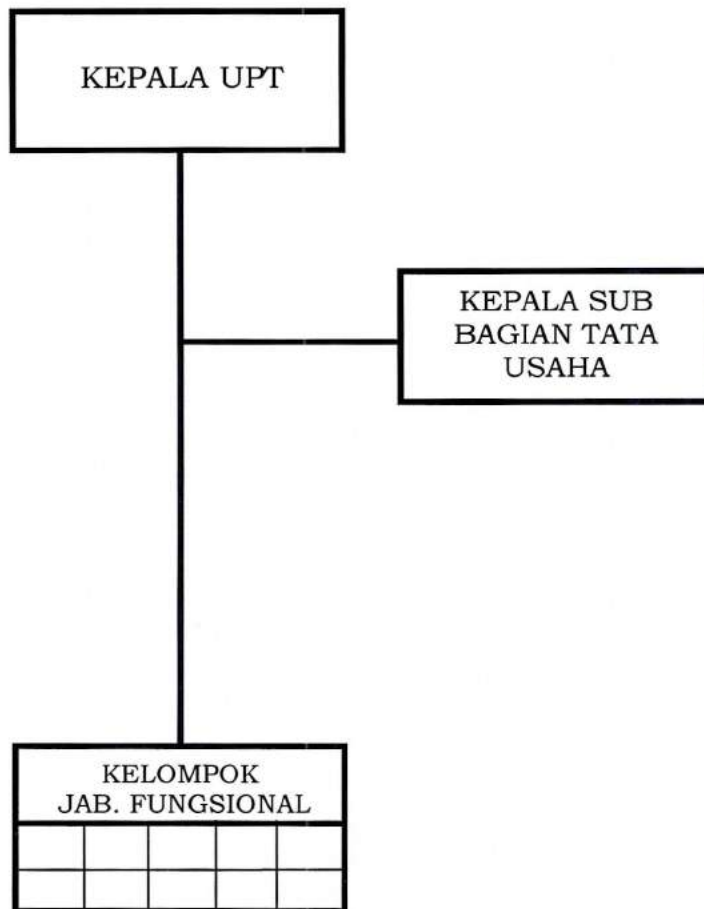 KEPALA UPT
KEPALA SUB
BAGIAN TATA
USAHA
KELOMPOK
JAB. FUNGSIONAL